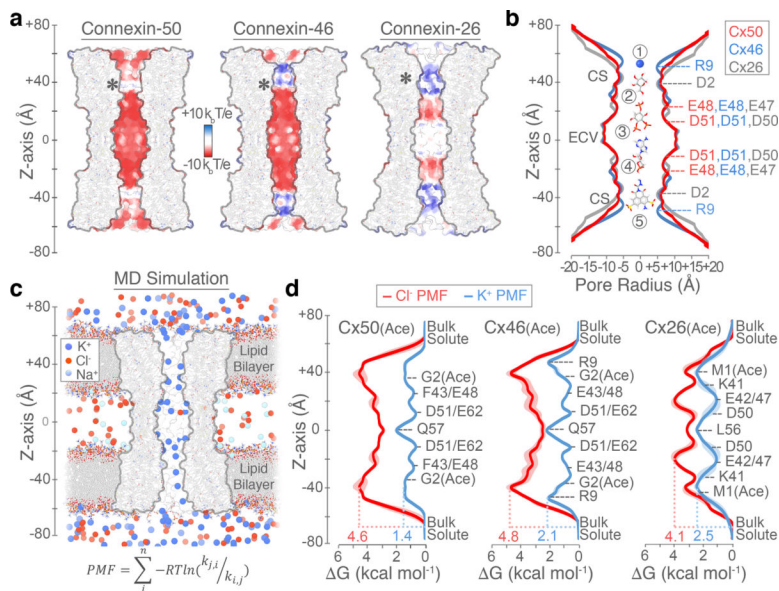 a
Connexin-50
Connexin-46
Connexin-26
Z-axis (Å)
+80
+40
0
-40
-80
*
*
*
+10 kbT/e
-10 kbT/e
b
Cx50
Cx46
Cx26
+80
+40
0
-40
-80
Z-axis (Å)
CS
ECV
CS
1
2
3
4
5
R9
D2
E48,E48,E47
D51,D51,D50
D51,D51,D50
E48,E48,E47
D2
R9
-20 -15 -10 -5 0 +5 +10 +15 +20
Pore Radius (Å)
c
MD Simulation
Z-axis (Å)
+80
+40
0
-40
-80
K+
Cl-
Na+
Lipid
Bilayer
Lipid
Bilayer
PMF = ∑ n i -RTln(kj,i/ki,j)
d
Cl- PMF
K+ PMF
Z-axis (Å)
+80
+40
0
-40
-80
Cx50(Ace)
Bulk
Solute
G2(Ace)
F43/E48
D51/E62
Q57
D51/E62
F43/E48
G2(Ace)
Bulk
Solute
4.6
1.4
6 4 2 0
ΔG (kcal mol-1)
Cx46(Ace)
Bulk
Solute
R9
G2(Ace)
E43/48
D51/E62
Q57
D51/E62
E43/48
G2(Ace)
R9
Bulk
Solute
4.8
2.1
6 4 2 0
ΔG (kcal mol-1)
Cx26(Ace)
Bulk
Solute
M1(Ace)
K41
E42/47
D50
L56
D50
E42/47
K41
M1(Ace)
Bulk
Solute
4.1
2.5
6 4 2 0
ΔG (kcal mol-1)